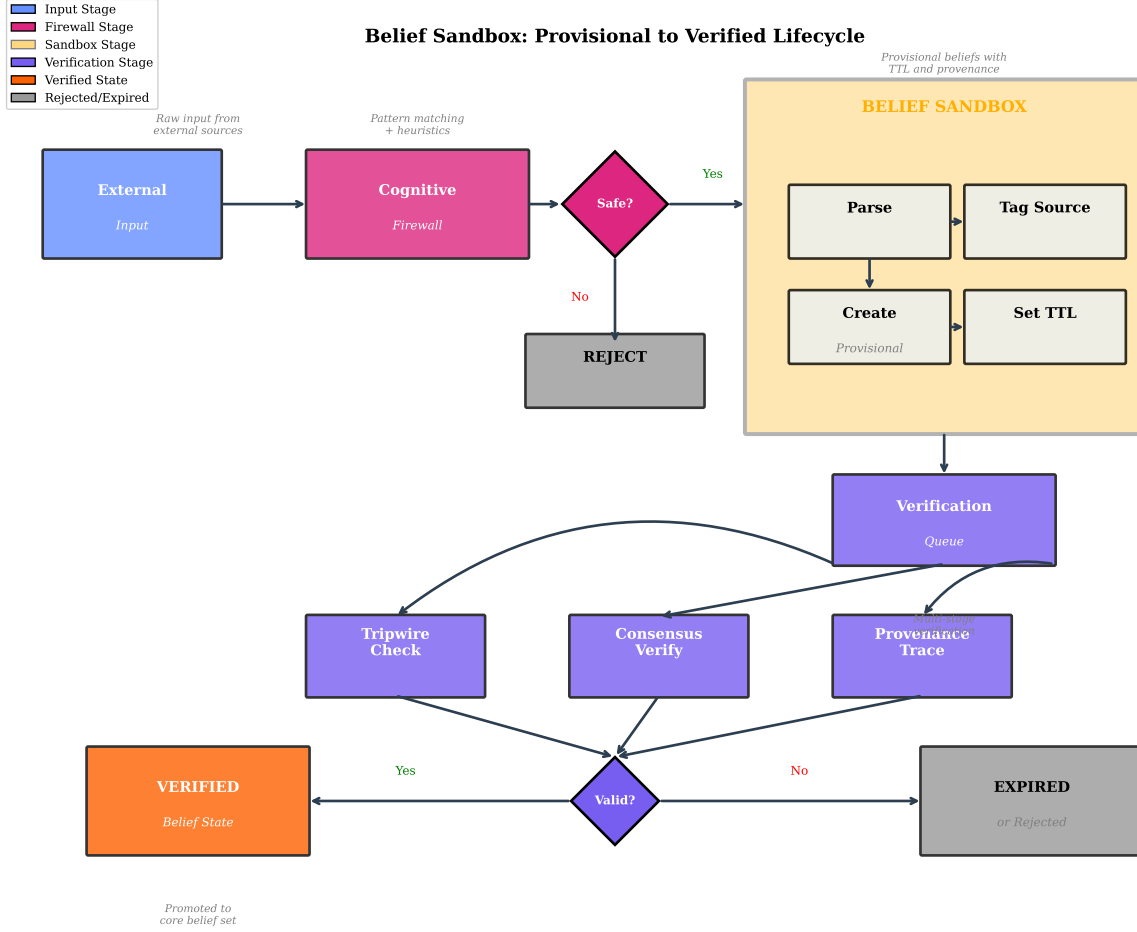 Input Stage
Firewall Stage
Sandbox Stage
Verification Stage
Verified State
Rejected/Expired
Belief Sandbox: Provisional to Verified Lifecycle
Provisional beliefs with
TTL and provenance
Raw input from
external sources
Pattern matching
+ heuristics
BELIEF SANDBOX
External
Input
Cognitive
Firewall
Safe?
Yes
No
REJECT
Parse
Tag Source
Create
Provisional
Set TTL
Verification
Queue
Tripwire
Check
Consensus
Verify
Multi-stage
Provenance
Trace
VERIFIED
Belief State
Yes
Valid?
No
EXPIRED
or Rejected
Promoted to
core belief set